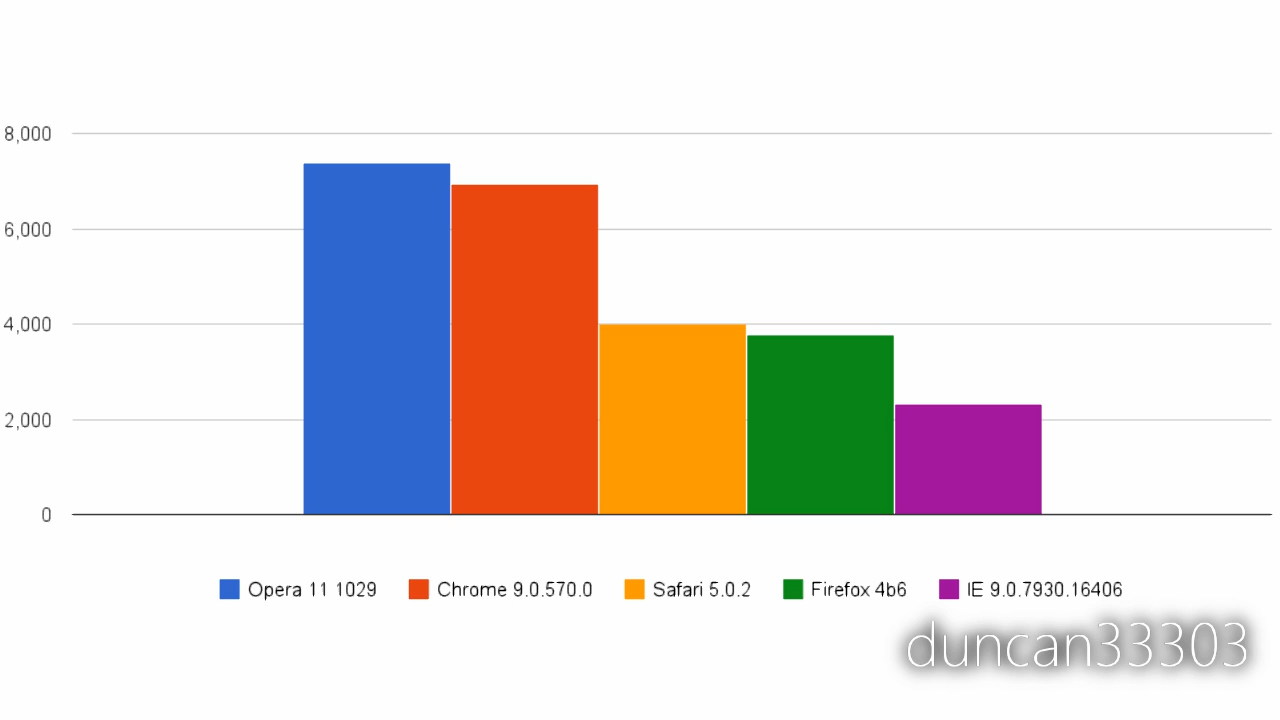 8,000
6,000
4,000
2,000
0
Opera 11 1029 Chrome 9.0.570.0 Safari 5.0.2 Firefox 4b6 IE 9.0.7930.16406
duncan33303